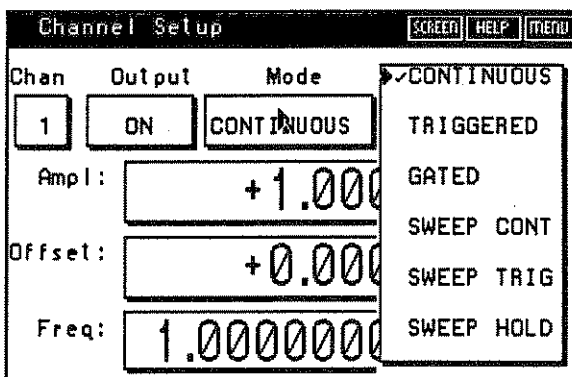 Channel Setup SCREEN HELP MENU
Chan Output Mode
1 ON CONTINUOUS
Ampl: +1.000
Offset: +0.000
Freq: 1.0000000
✓CONTINUOUS
TRIGGERED
GATED
SWEEP CONT
SWEEP TRIG
SWEEP HOLD